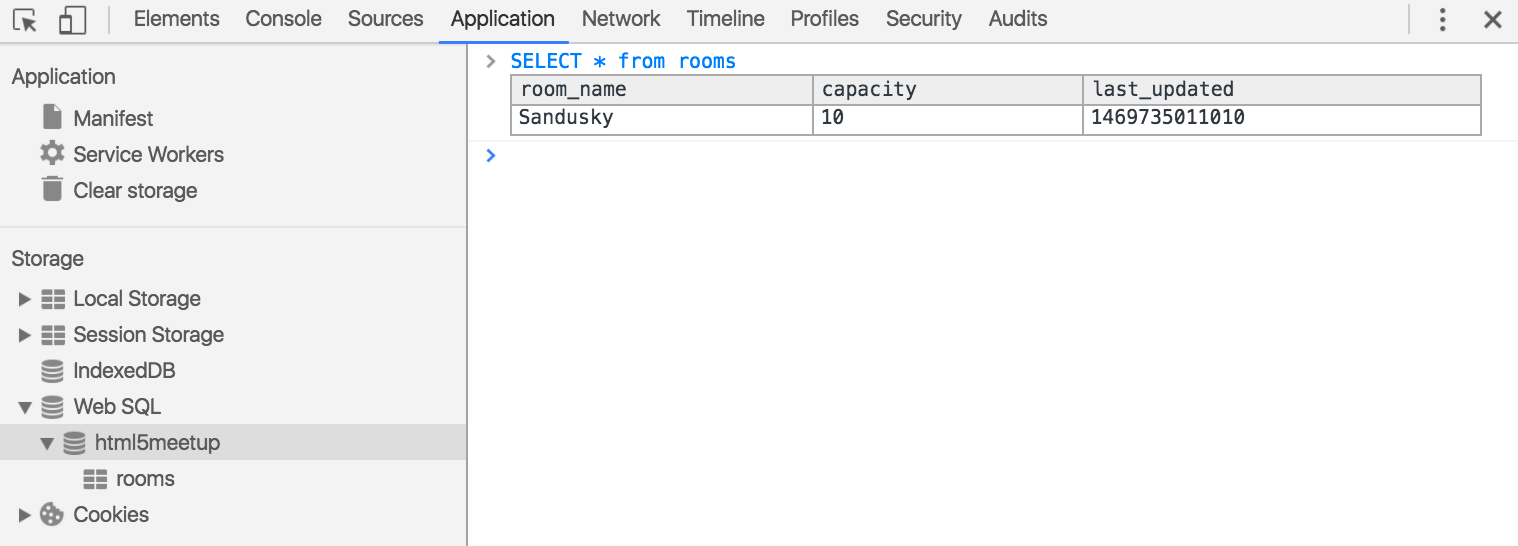 Elements Console Sources Application Network Timeline Profiles Security Audits
Application
Manifest
Service Workers
Clear storage
Storage
Local Storage
Session Storage
IndexedDB
Web SQL
html5meetup
rooms
Cookies
> SELECT * from rooms
room_name capacity last_updated
Sandusky 10 1469735011010
>